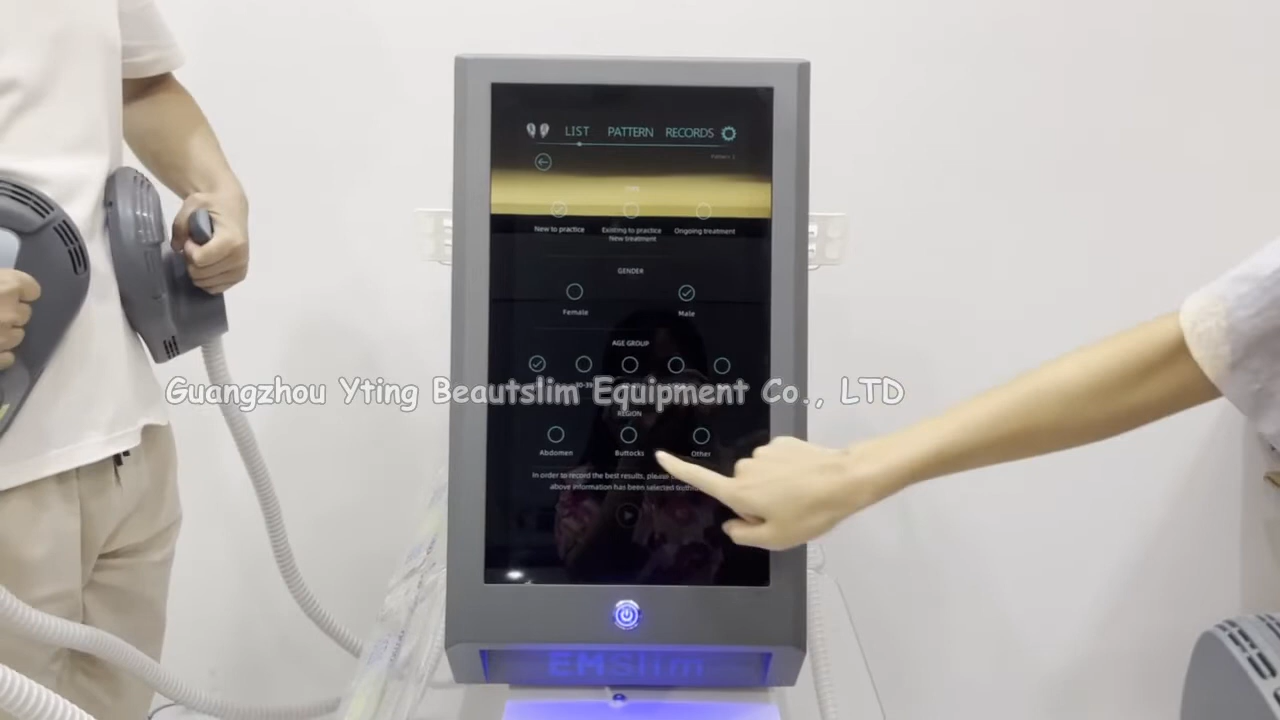 LIST PATTERN RECORDS
New to practice
Existing to practice
New treatment
Ongoing treatment
GENDER
Female
Male
AGE GROUP
Guangzhou Yting Beautslim Equipment Co., LTD
REGION
Abdomen
Buttocks
Other
In order to record the best results, please
above information has been selected
EMSlim